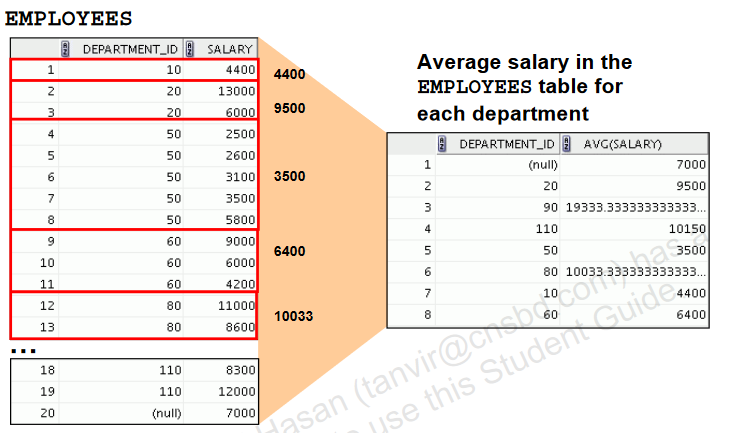 EMPLOYEES
DEPARTMENT_ID SALARY
1 10 4400
2 20 13000
3 20 6000
4 50 2500
5 50 2600
6 50 3100
7 50 3500
8 50 5800
9 60 9000
10 60 6000
11 60 4200
12 80 11000
13 80 8600
...
18 110 8300
19 110 12000
20 (null) 7000
4400
9500
3500
6400
10033
Average salary in the
EMPLOYEES table for
each department
DEPARTMENT_ID AVG(SALARY)
1 (null) 7000
2 20 9500
3 90 19333.333333333333...
4 110 10150
5 50 3500
6 80 10033.333333333333...
7 10 4400
8 60 6400
Hasan (tanvir@cnsbd.com) has a
use this Student Guide